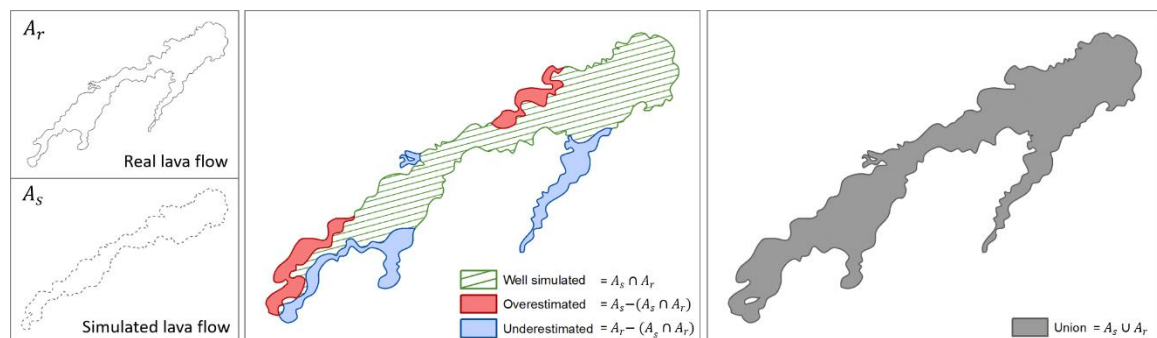 A_r
Real lava flow
A_s
Simulated lava flow
Well simulated = A_s ∩ A_r
Overestimated = A_s − (A_s ∩ A_r)
Underestimated = A_r − (A_s ∩ A_r)
Union = A_s ∪ A_r